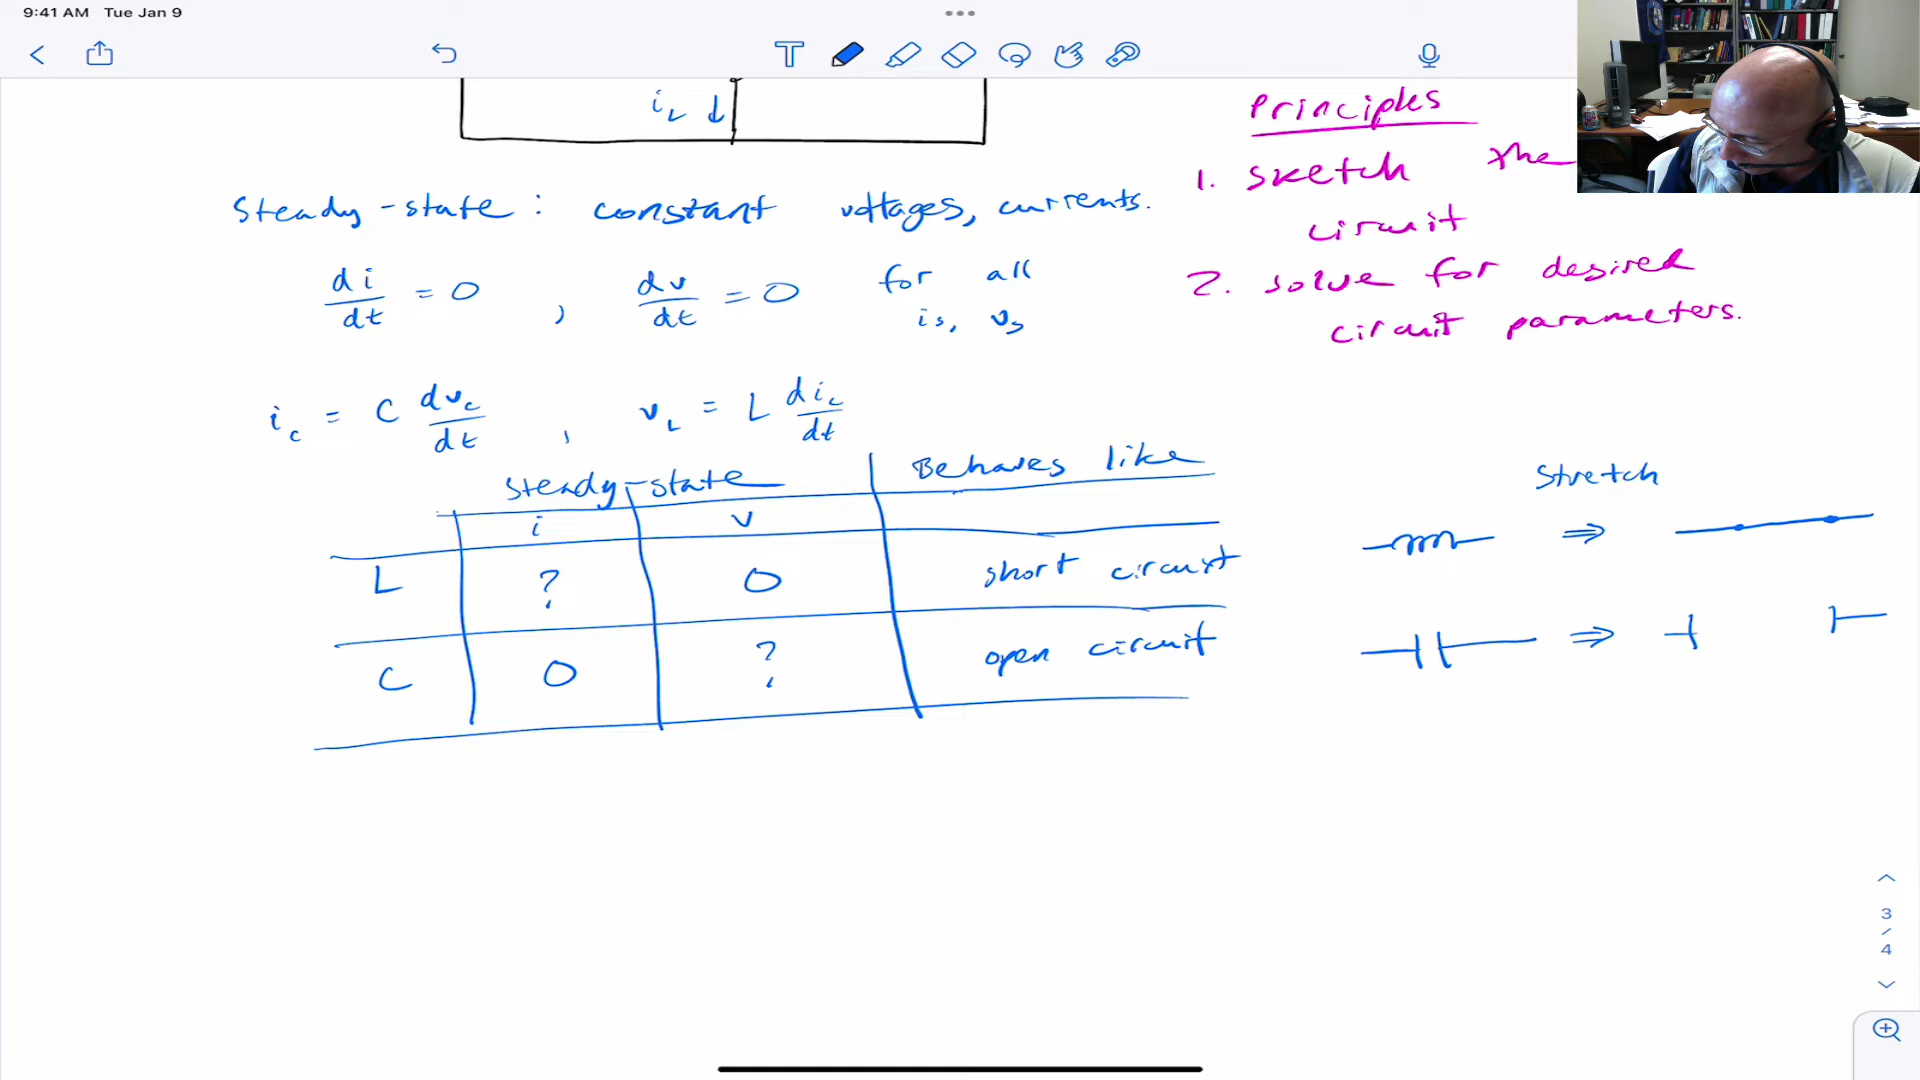 9:41 AM Tue Jan 9
i_L ↓
Principles
1. sketch the
circuit
2. solve for desired
circuit parameters.
Steady-state: constant voltages, currents.
di/dt = 0, dv/dt = 0 for all
is, vs
i_c = C dv_c/dt, v_L = L di_L/dt
steady-state Behaves like
i v
L ? 0 short circuit
C 0 ? open circuit
Stretch
⇒
⇒
3
/
4